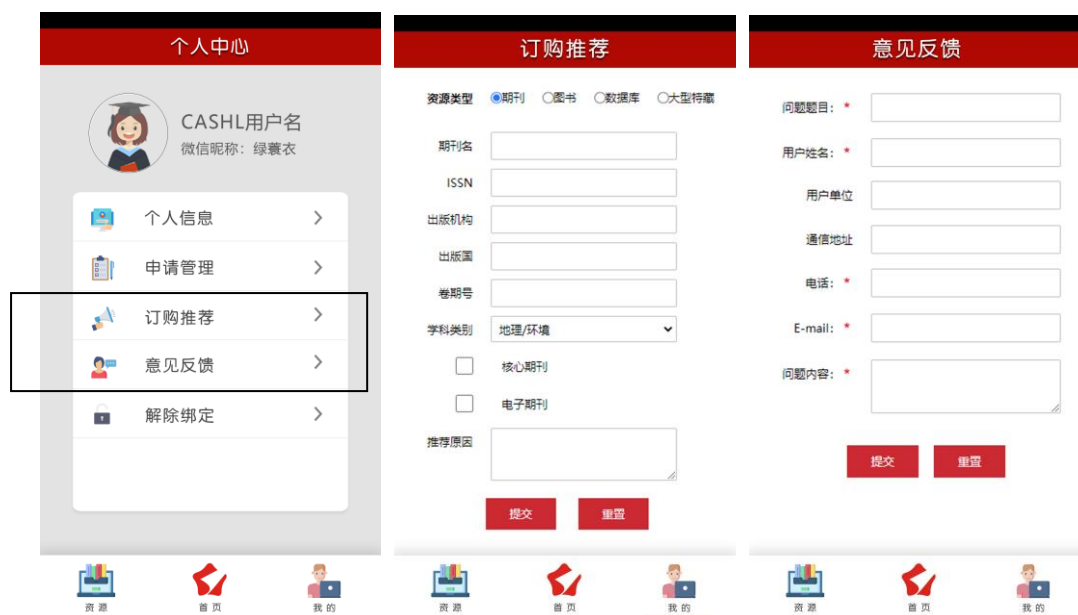 个人中心
CASHL用户名
微信昵称：绿蓑衣
个人信息
申请管理
订购推荐
意见反馈
解除绑定
资源
首页
我的
订购推荐
资源类型 期刊 图书 数据库 大型特藏
期刊名
ISSN
出版机构
出版国
卷期号
学科类别 地理/环境
核心期刊
电子期刊
推荐原因
提交 重置
资源
首页
我的
意见反馈
问题题目： *
用户姓名： *
用户单位
通信地址
电话： *
E-mail： *
问题内容： *
提交 重置
资源
首页
我的